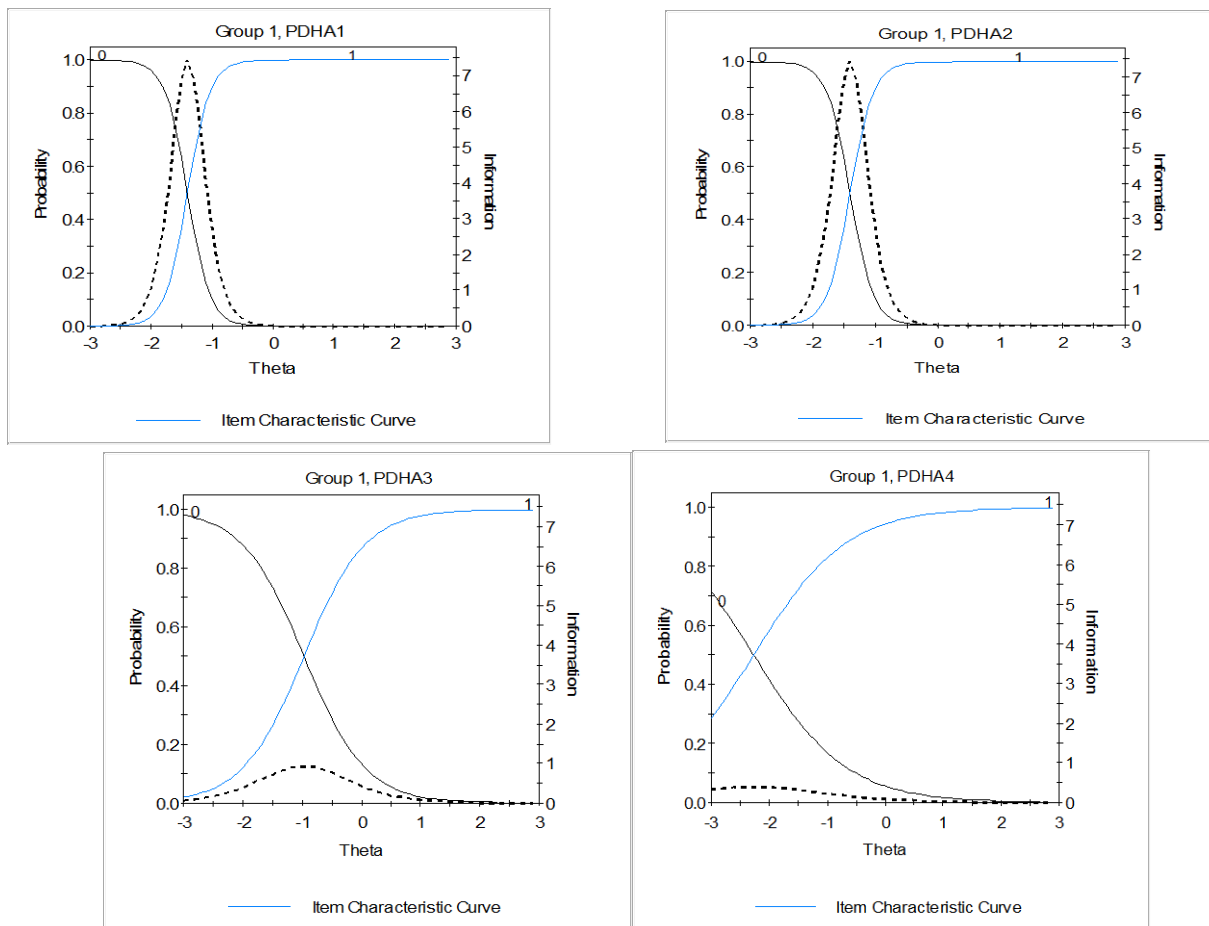 Group 1, PDHA1
0
1
1.0
0.8
0.6
0.4
0.2
0.0
Probability
7
6
5
4
3
2
1
0
Information
-3 -2 -1 0 1 2 3
Theta
Item Characteristic Curve
Group 1, PDHA2
0
1
1.0
0.8
0.6
0.4
0.2
0.0
Probability
7
6
5
4
3
2
1
0
Information
-3 -2 -1 0 1 2 3
Theta
Item Characteristic Curve
Group 1, PDHA3
0
1
1.0
0.8
0.6
0.4
0.2
0.0
Probability
7
6
5
4
3
2
1
0
Information
-3 -2 -1 0 1 2 3
Theta
Item Characteristic Curve
Group 1, PDHA4
0
1
1.0
0.8
0.6
0.4
0.2
0.0
Probability
7
6
5
4
3
2
1
0
Information
-3 -2 -1 0 1 2 3
Theta
Item Characteristic Curve